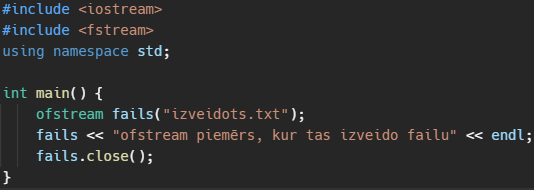 #include <iostream>
#include <fstream>
using namespace std;

int main() {
    ofstream fails("izveidots.txt");
    fails << "ofstream piemērs, kur tas izveido failu" << endl;
    fails.close();
}